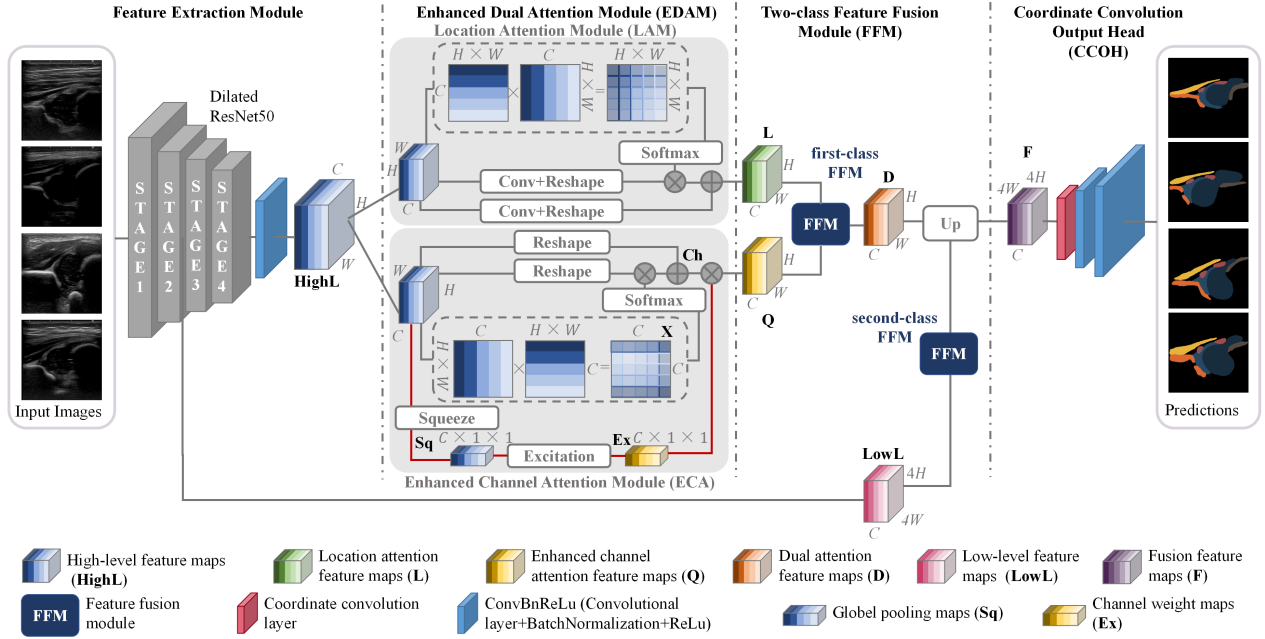 Feature Extraction Module
Enhanced Dual Attention Module (EDAM)
Two-class Feature Fusion
Module (FFM)
Coordinate Convolution
Output Head
(CCOH)
Location Attention Module (LAM)
H × W
C
H × W
C
×
H × W
=
H × W
Dilated
ResNet50
STAGE1
STAGE2
STAGE3
STAGE4
C
H
W
HighL
Input Images
W
H
C
Softmax
Conv+Reshape
Conv+Reshape
L
H
W
C
first-class
FFM
FFM
D
H
W
C
Up
F
4W
4H
C
Predictions
Reshape
Reshape
Ch
Softmax
W
H
C
H
W
C
Q
C
H × W
C
X
H × W
×
C
=
C
second-class
FFM
FFM
Squeeze
Sq
C × 1 × 1
Excitation
Ex
C × 1 × 1
Enhanced Channel Attention Module (ECA)
LowL
4H
4W
C
High-level feature maps
(HighL)
Location attention
feature maps (L)
Enhanced channel
attention feature maps (Q)
Dual attention
feature maps (D)
Low-level feature
maps (LowL)
Fusion feature
maps (F)
FFM
Feature fusion
module
Coordinate convolution
layer
ConvBnReLu (Convolutional
layer+BatchNormalization+ReLu)
Global pooling maps (Sq)
Channel weight maps
(Ex)